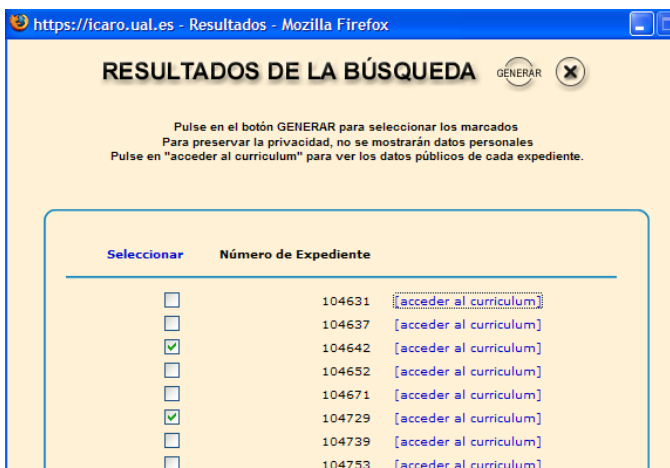 https://icaro.ual.es - Resultados - Mozilla Firefox
RESULTADOS DE LA BÚSQUEDA GENERAR
Pulse en el botón GENERAR para seleccionar los marcados
Para preservar la privacidad, no se mostrarán datos personales
Pulse en "acceder al curriculum" para ver los datos públicos de cada expediente.
Seleccionar Número de Expediente
104631 [acceder al curriculum]
104637 [acceder al curriculum]
104642 [acceder al curriculum]
104652 [acceder al curriculum]
104671 [acceder al curriculum]
104729 [acceder al curriculum]
104739 [acceder al curriculum]
104753 [acceder al curriculum]